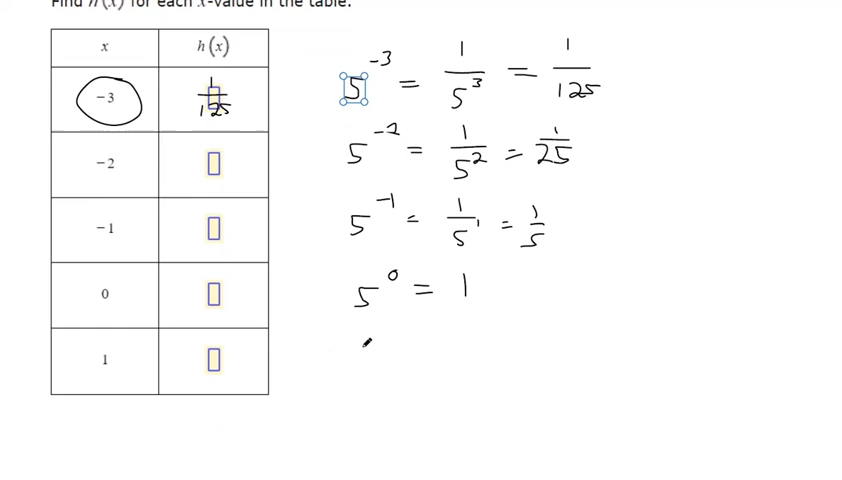 Find h(x) for each x-value in the table.
x h(x)
-3 1/125
-2
-1
0
1
5^-3 = 1/5^3 = 1/125
5^-2 = 1/5^2 = 1/25
5^-1 = 1/5^1 = 1/5
5^0 = 1